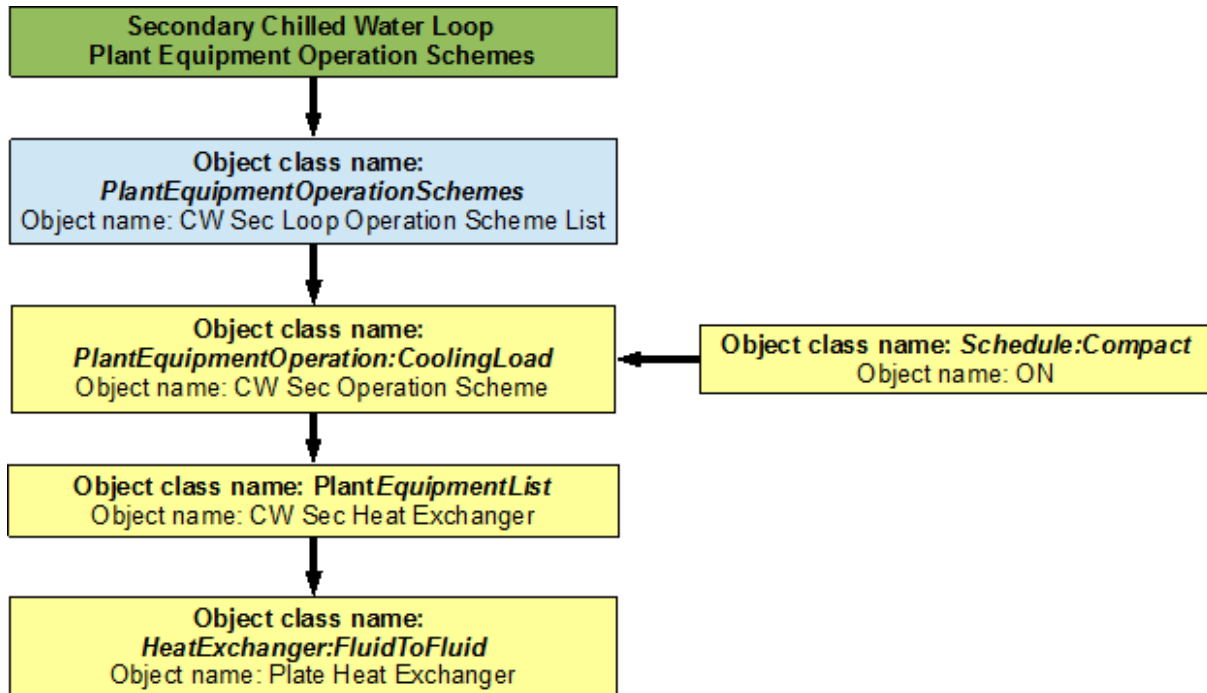 Secondary Chilled Water Loop
Plant Equipment Operation Schemes
Object class name:
PlantEquipmentOperationSchemes
Object name: CW Sec Loop Operation Scheme List
Object class name:
PlantEquipmentOperation:CoolingLoad
Object name: CW Sec Operation Scheme
Object class name: Schedule:Compact
Object name: ON
Object class name: PlantEquipmentList
Object name: CW Sec Heat Exchanger
Object class name:
HeatExchanger:FluidToFluid
Object name: Plate Heat Exchanger